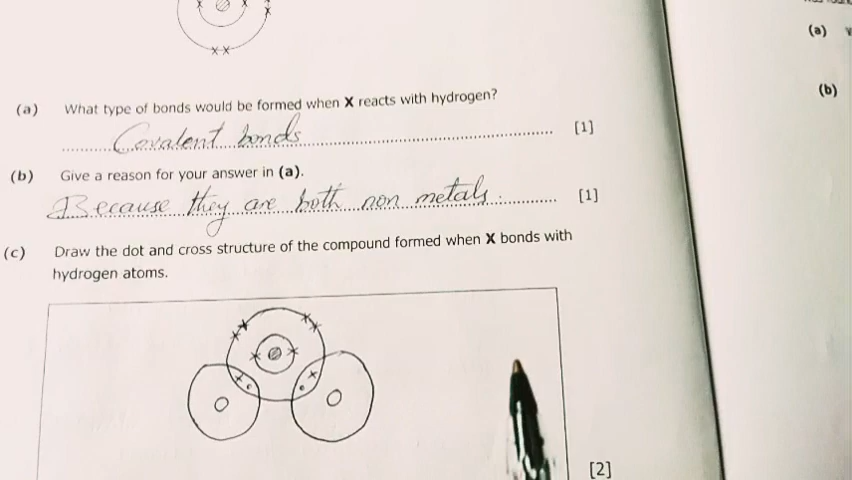 (a) What type of bonds would be formed when X reacts with hydrogen?
Covalent bonds [1]
(b) Give a reason for your answer in (a).
Because they are both non metals. [1]
(c) Draw the dot and cross structure of the compound formed when X bonds with
hydrogen atoms.
[2]
(a)
(b)